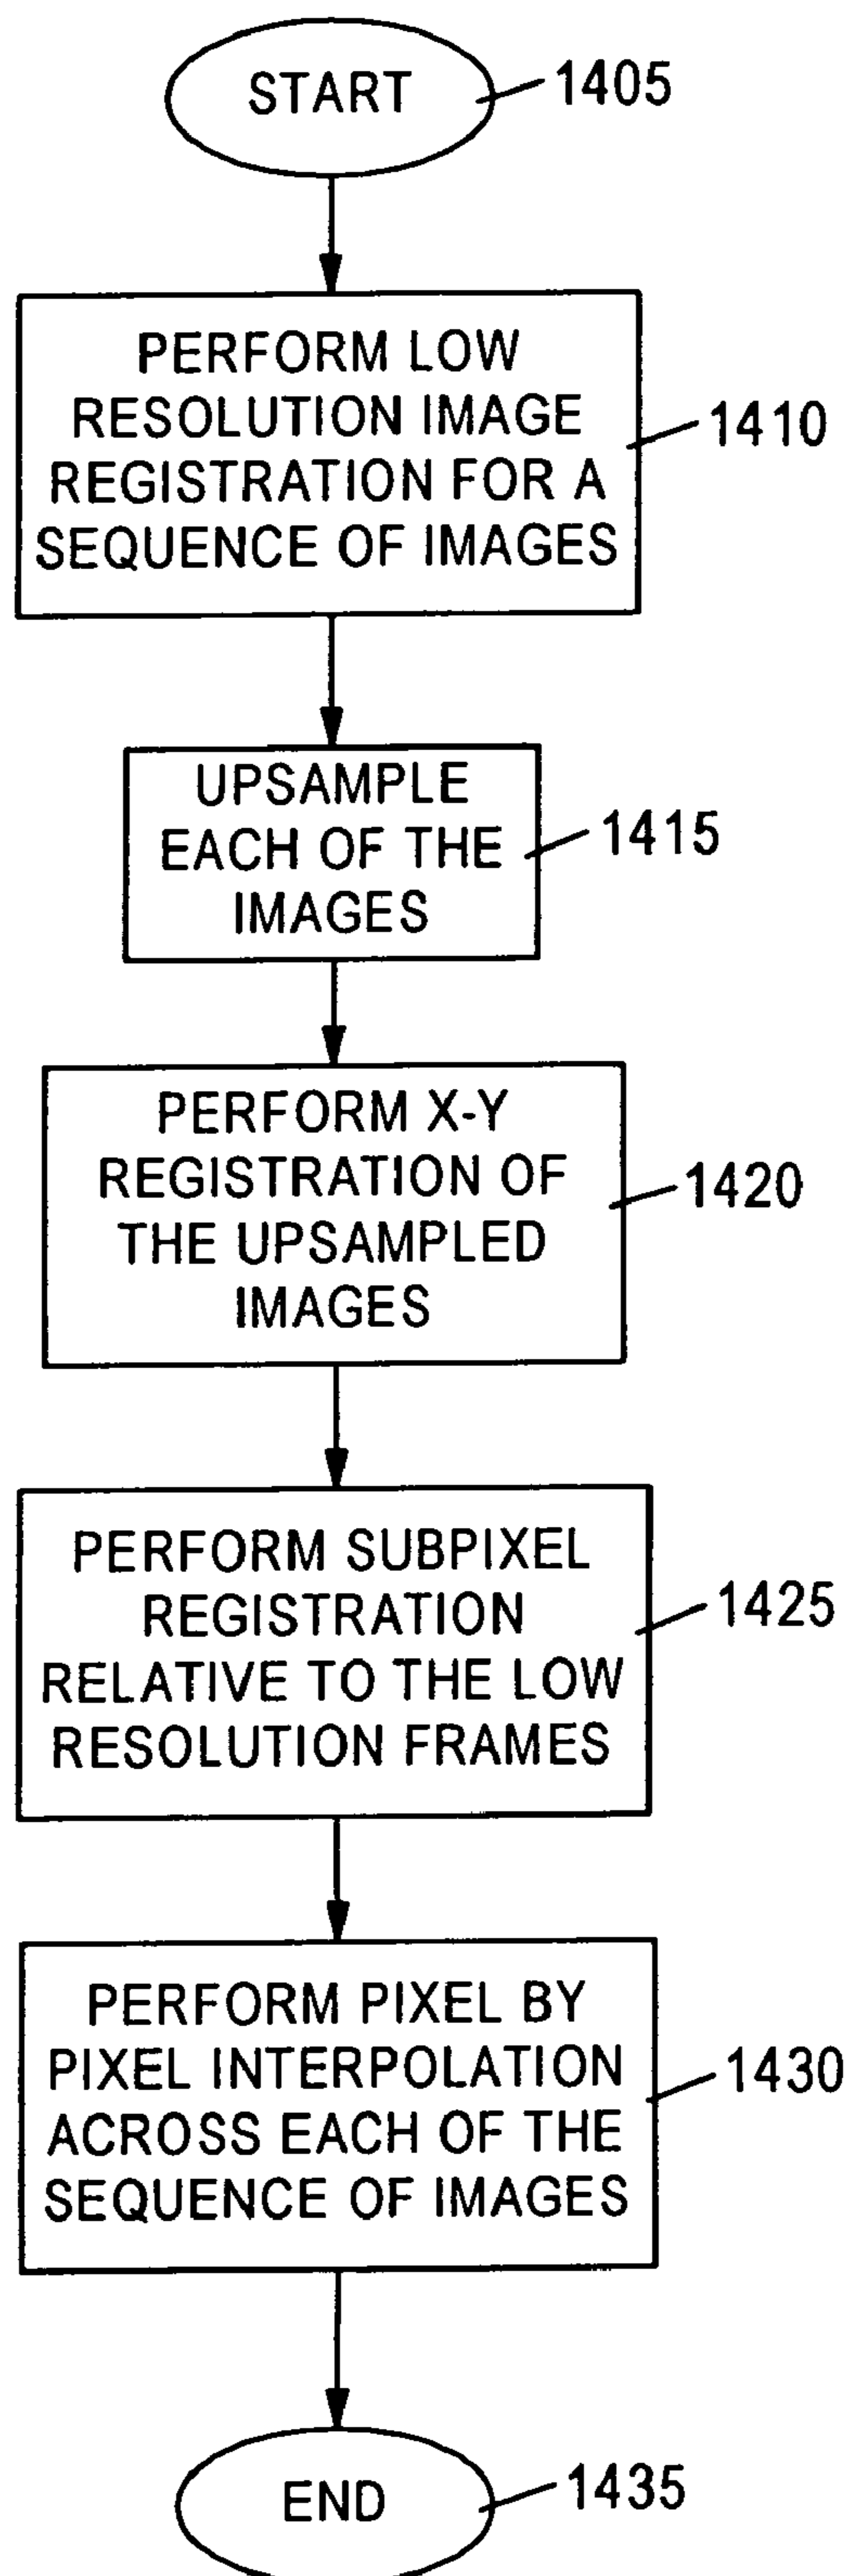 START
1405
PERFORM LOW
RESOLUTION IMAGE
REGISTRATION FOR A
SEQUENCE OF IMAGES
1410
UPSAMPLE
EACH OF THE
IMAGES
1415
PERFORM X-Y
REGISTRATION OF
THE UPSAMPLED
IMAGES
1420
PERFORM SUBPIXEL
REGISTRATION
RELATIVE TO THE LOW
RESOLUTION FRAMES
1425
PERFORM PIXEL BY
PIXEL INTERPOLATION
ACROSS EACH OF THE
SEQUENCE OF IMAGES
1430
END
1435